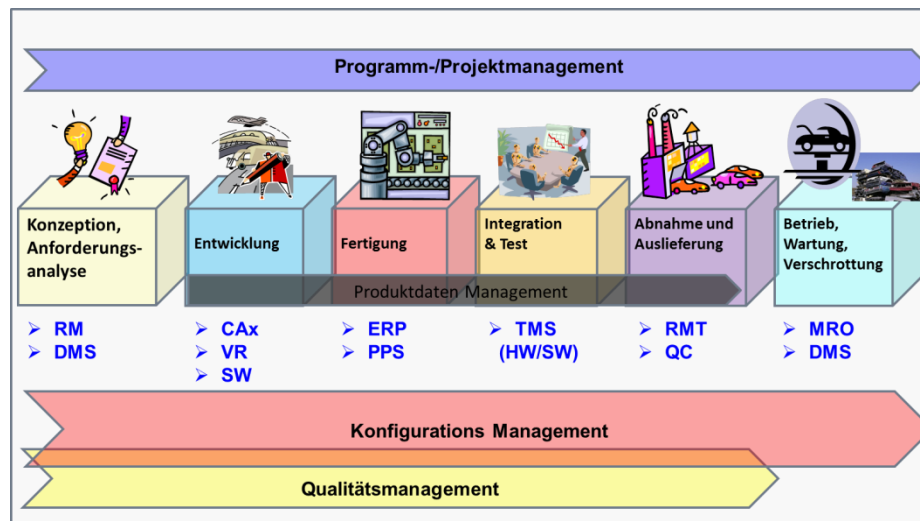 Programm-/Projektmanagement
Konzeption,
Anforderungs-
analyse
Entwicklung
Fertigung
Integration
& Test
Abnahme und
Auslieferung
Betrieb,
Wartung,
Verschrottung
Produktdaten Management
➢ RM
➢ DMS
➢ CAx
➢ VR
➢ SW
➢ ERP
➢ PPS
➢ TMS
(HW/SW)
➢ RMT
➢ QC
➢ MRO
➢ DMS
Konfigurations Management
Qualitätsmanagement